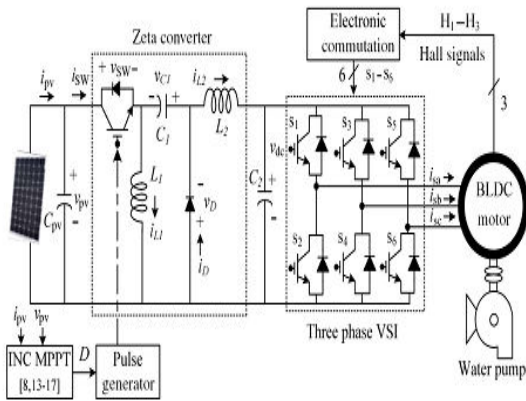 Zeta converter
Electronic commutation
H1–H3
Hall signals
6
s1–s6
3
ipv
iSW
+ vSW –
– vC1 +
C1
iL2
L2
S1
S3
S5
vdc
+
vpv
–
Cpv
L1
iL1
–
vD
+
iD
+
C2
–
isa
isb
isc
BLDC motor
S2
S4
S6
Three phase VSI
Water pump
ipv
vpv
INC MPPT
[8,13-17]
D
Pulse generator